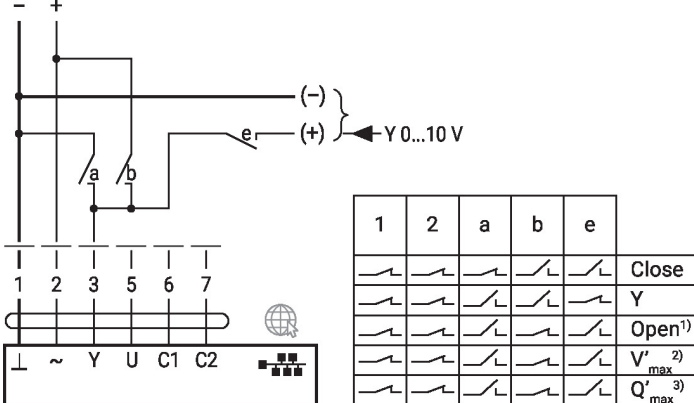 − +
(−)
e (+) Y 0...10 V
a b
1 2 3 5 6 7
⊥ ~ Y U C1 C2
1 2 a b e
Close
Y
Open¹⁾
V'max ²⁾
Q'max ³⁾